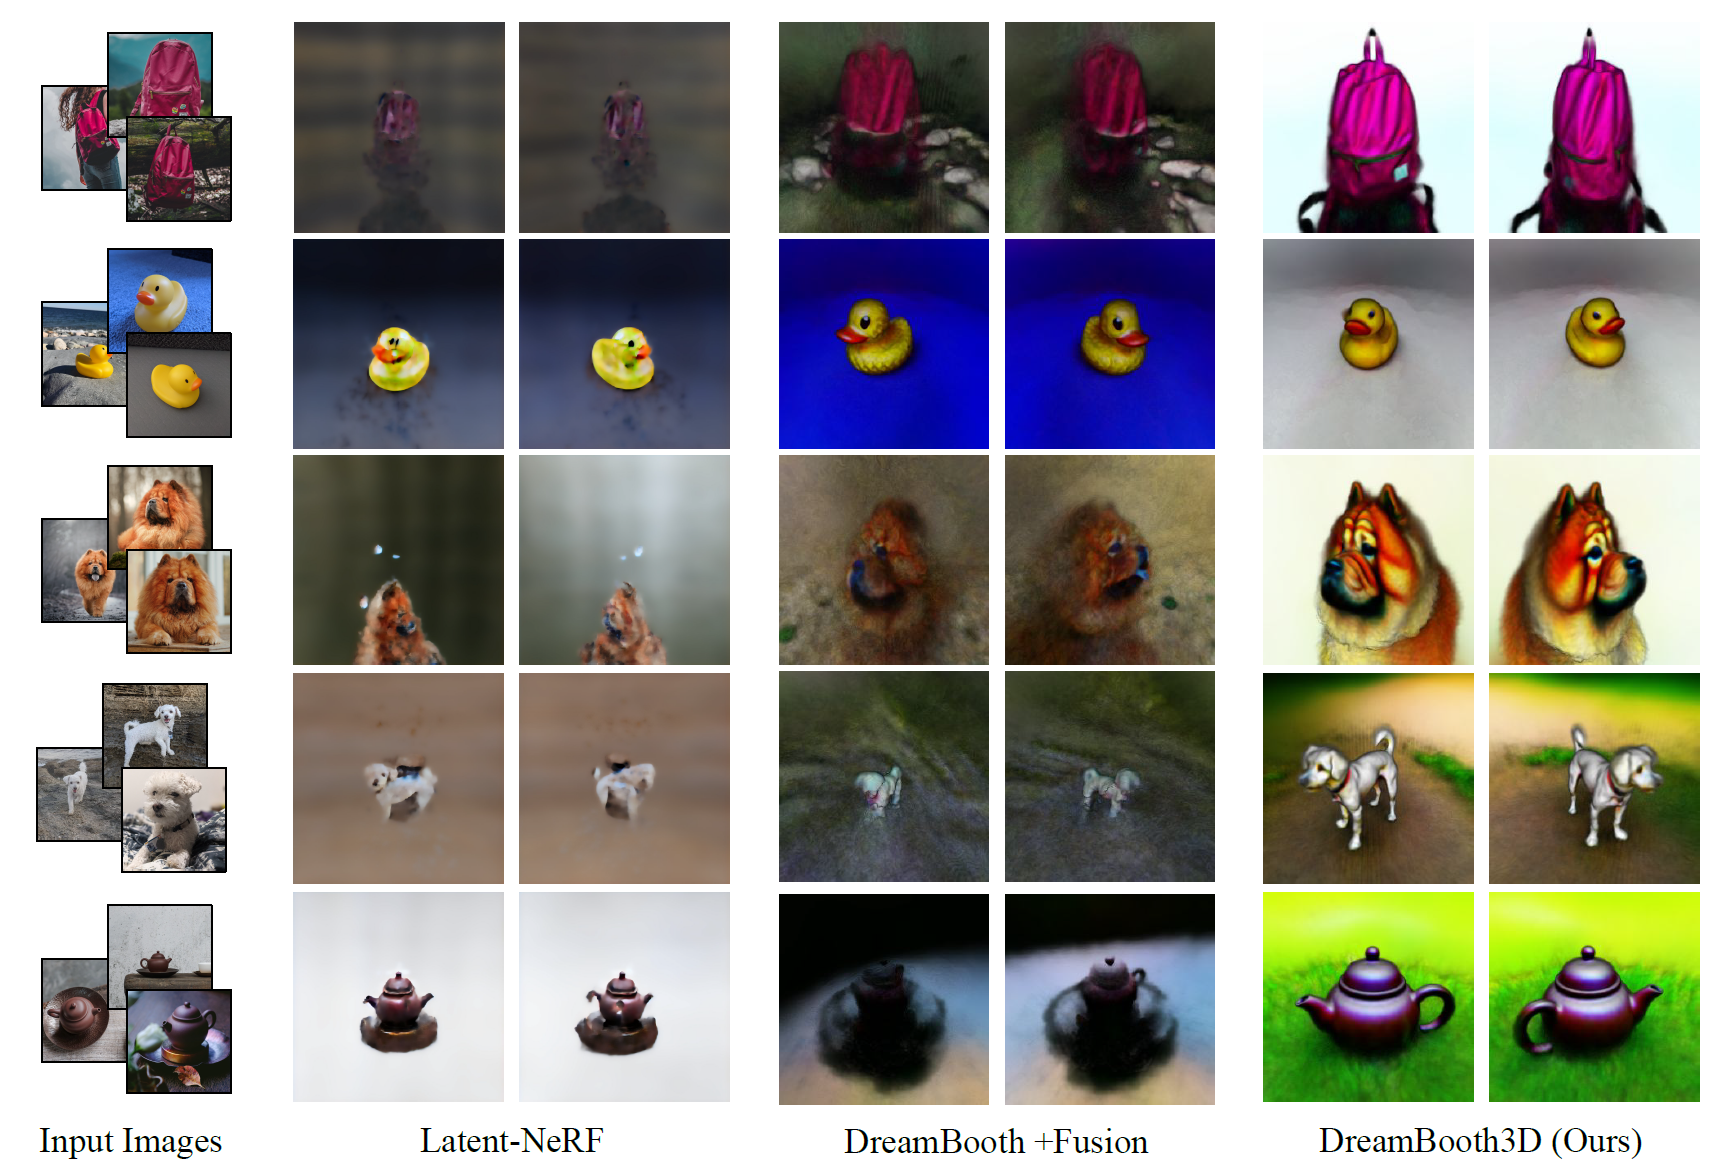 Input Images
Latent-NeRF
DreamBooth +Fusion
DreamBooth3D (Ours)